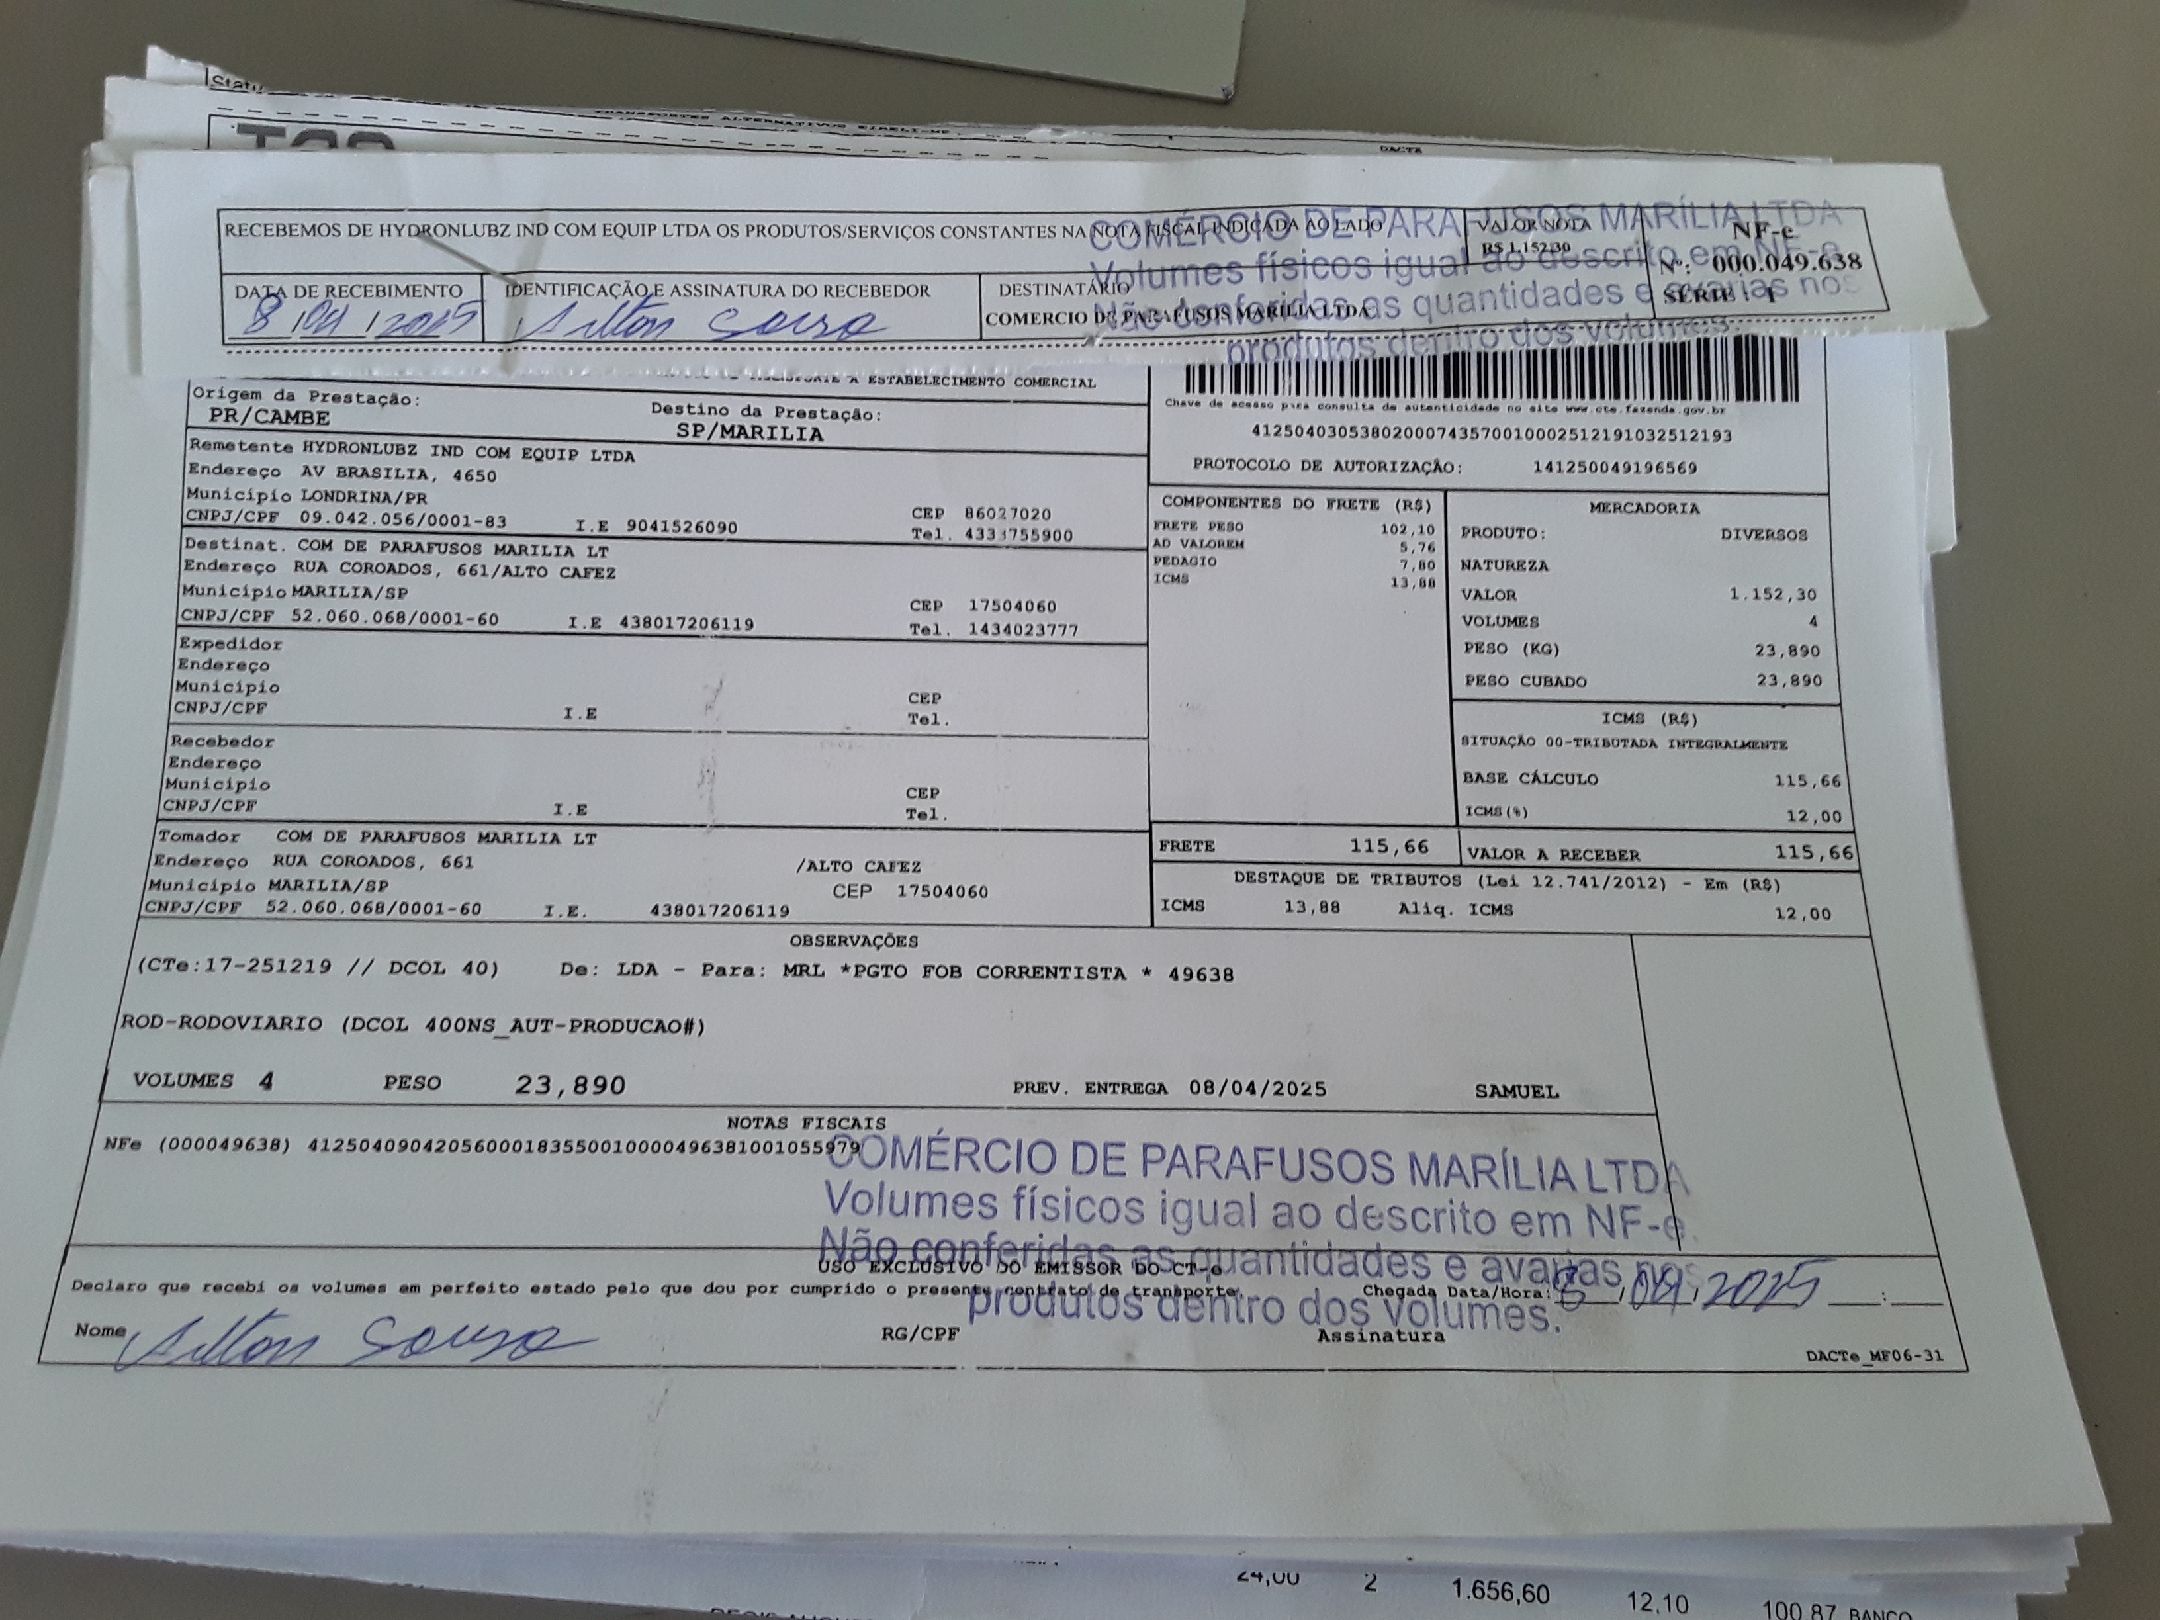 TRANSPORTES ALTERNATIVOS EIRELI-ME
DACTE
RECEBEMOS DE HYDRONLUBZ IND COM EQUIP LTDA OS PRODUTOS/SERVIÇOS CONSTANTES NA NOTA FISCAL INDICADA AO LADO
VALOR NOTA
R$ 1.152,30
NF-e
Nº: 000.049.638
SÉRIE: 1
COMÉRCIO DE PARAFUSOS MARÍLIA LTDA
Volumes físicos igual ao descrito em NF-e
Não conferidas as quantidades e avarias nos
produtos dentro dos volumes.
DATA DE RECEBIMENTO
8/04/2025
IDENTIFICAÇÃO E ASSINATURA DO RECEBEDOR
Ailton Souza
DESTINATÁRIO
COMERCIO DE PARAFUSOS MARILIA LTDA
A ESTABELECIMENTO COMERCIAL
Origem da Prestação:
PR/CAMBE
Destino da Prestação:
SP/MARILIA
Chave de acesso para consulta de autenticidade no site www.cte.fazenda.gov.br
41250403053802000743570010002512191032512193
PROTOCOLO DE AUTORIZAÇÃO: 141250049196569
Remetente HYDRONLUBZ IND COM EQUIP LTDA
Endereço AV BRASILIA, 4650
Município LONDRINA/PR CEP 86027020
CNPJ/CPF 09.042.056/0001-83 I.E 9041526090 Tel. 4333755900
Destinat. COM DE PARAFUSOS MARILIA LT
Endereço RUA COROADOS, 661/ALTO CAFEZ
Município MARILIA/SP CEP 17504060
CNPJ/CPF 52.060.068/0001-60 I.E 438017206119 Tel. 1434023777
Expedidor
Endereço
Município CEP
CNPJ/CPF I.E Tel.
Recebedor
Endereço
Município CEP
CNPJ/CPF I.E Tel.
Tomador COM DE PARAFUSOS MARILIA LT
Endereço RUA COROADOS, 661 /ALTO CAFEZ
Município MARILIA/SP CEP 17504060
CNPJ/CPF 52.060.068/0001-60 I.E. 438017206119
COMPONENTES DO FRETE (R$)
FRETE PESO 102,10
AD VALOREM 5,76
PEDAGIO 7,80
ICMS 13,88
MERCADORIA
PRODUTO: DIVERSOS
NATUREZA
VALOR 1.152,30
VOLUMES 4
PESO (KG) 23,890
PESO CUBADO 23,890
ICMS (R$)
SITUAÇÃO 00-TRIBUTADA INTEGRALMENTE
BASE CÁLCULO 115,66
ICMS(%) 12,00
FRETE 115,66
VALOR A RECEBER 115,66
DESTAQUE DE TRIBUTOS (Lei 12.741/2012) - Em (R$)
ICMS 13,88 Aliq. ICMS 12,00
OBSERVAÇÕES
(CTe:17-251219 // DCOL 40) De: LDA - Para: MRL *PGTO FOB CORRENTISTA * 49638
ROD-RODOVIARIO (DCOL 400NS_AUT-PRODUCAO#)
VOLUMES 4 PESO 23,890 PREV. ENTREGA 08/04/2025 SAMUEL
NOTAS FISCAIS
NFe (000049638) 41250409042056000183550010000496381001055979
COMÉRCIO DE PARAFUSOS MARÍLIA LTDA
Volumes físicos igual ao descrito em NF-e.
Não conferidas as quantidades e avarias nos
produtos dentro dos volumes.
USO EXCLUSIVO DO EMISSOR DO CT-e
Declaro que recebi os volumes em perfeito estado pelo que dou por cumprido o presente contrato de transporte. Chegada Data/Hora: 8/04/2025 __:__
Nome Ailton Souza RG/CPF Assinatura
DACTe_MF06-31
24,00 2 1.656,60 12,10 100,87 BANCO